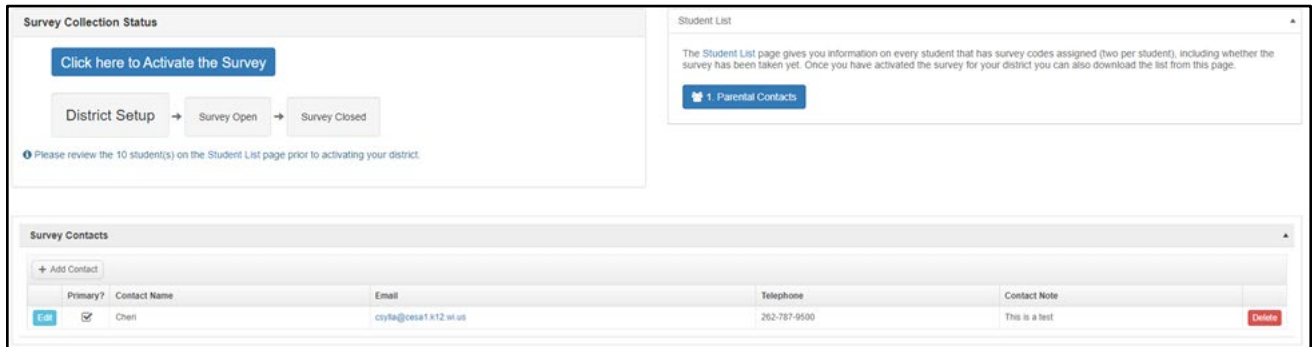 Survey Collection Status
Click here to Activate the Survey
District Setup → Survey Open → Survey Closed
Please review the 10 student(s) on the Student List page prior to activating your district.
Student List
The Student List page gives you information on every student that has survey codes assigned (two per student), including whether the
survey has been taken yet. Once you have activated the survey for your district you can also download the list from this page.
1. Parental Contacts
Survey Contacts
+ Add Contact
Primary? Contact Name Email Telephone Contact Note
Edit Cheri csylla@cesa1.k12.wi.us 262-787-9500 This is a test Delete